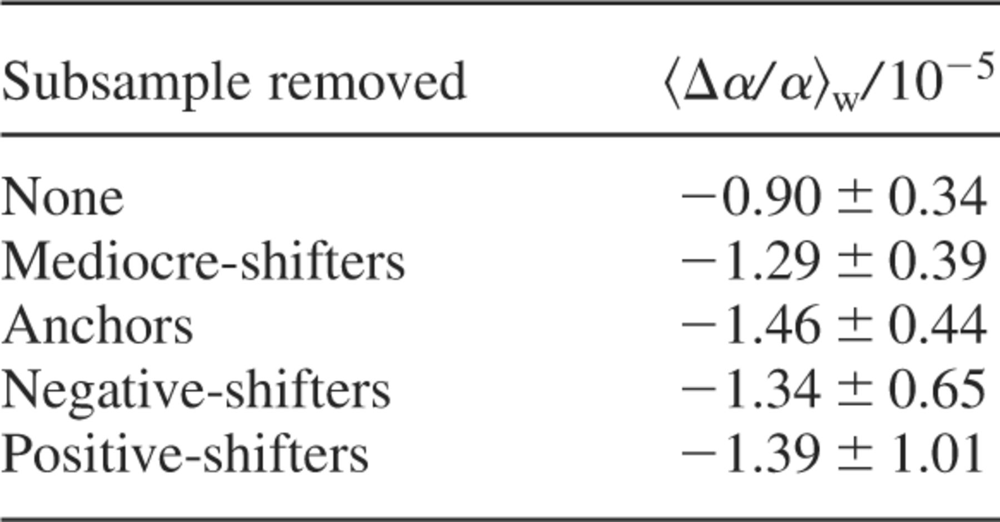 Subsample removed ⟨Δα/α⟩w/10−5
None −0.90 ± 0.34
Mediocre-shifters −1.29 ± 0.39
Anchors −1.46 ± 0.44
Negative-shifters −1.34 ± 0.65
Positive-shifters −1.39 ± 1.01